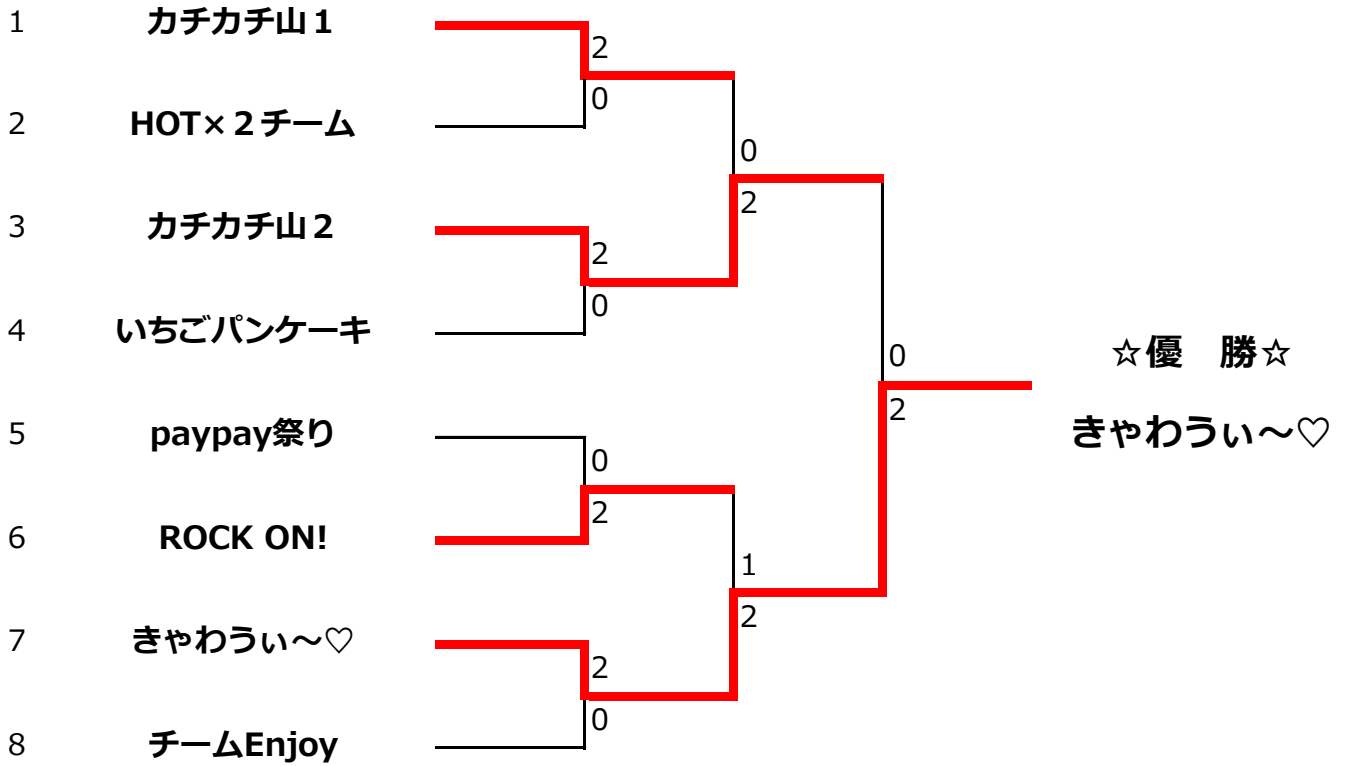 1 カチカチ山１
2
0
2 HOT×２チーム
0
2
3 カチカチ山２
2
0
4 いちごパンケーキ
0
2
☆優　勝☆
きゃわうぃ～♡
5 paypay祭り
0
2
6 ROCK ON!
1
2
7 きゃわうぃ～♡
2
0
8 チームEnjoy